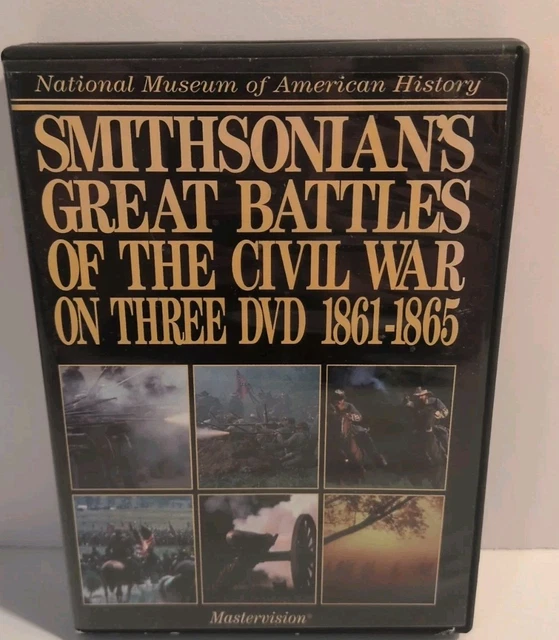 National Museum of American History
SMITHSONIAN'S
GREAT BATTLES
OF THE CIVIL WAR
ON THREE DVD 1861-1865
Mastervision®